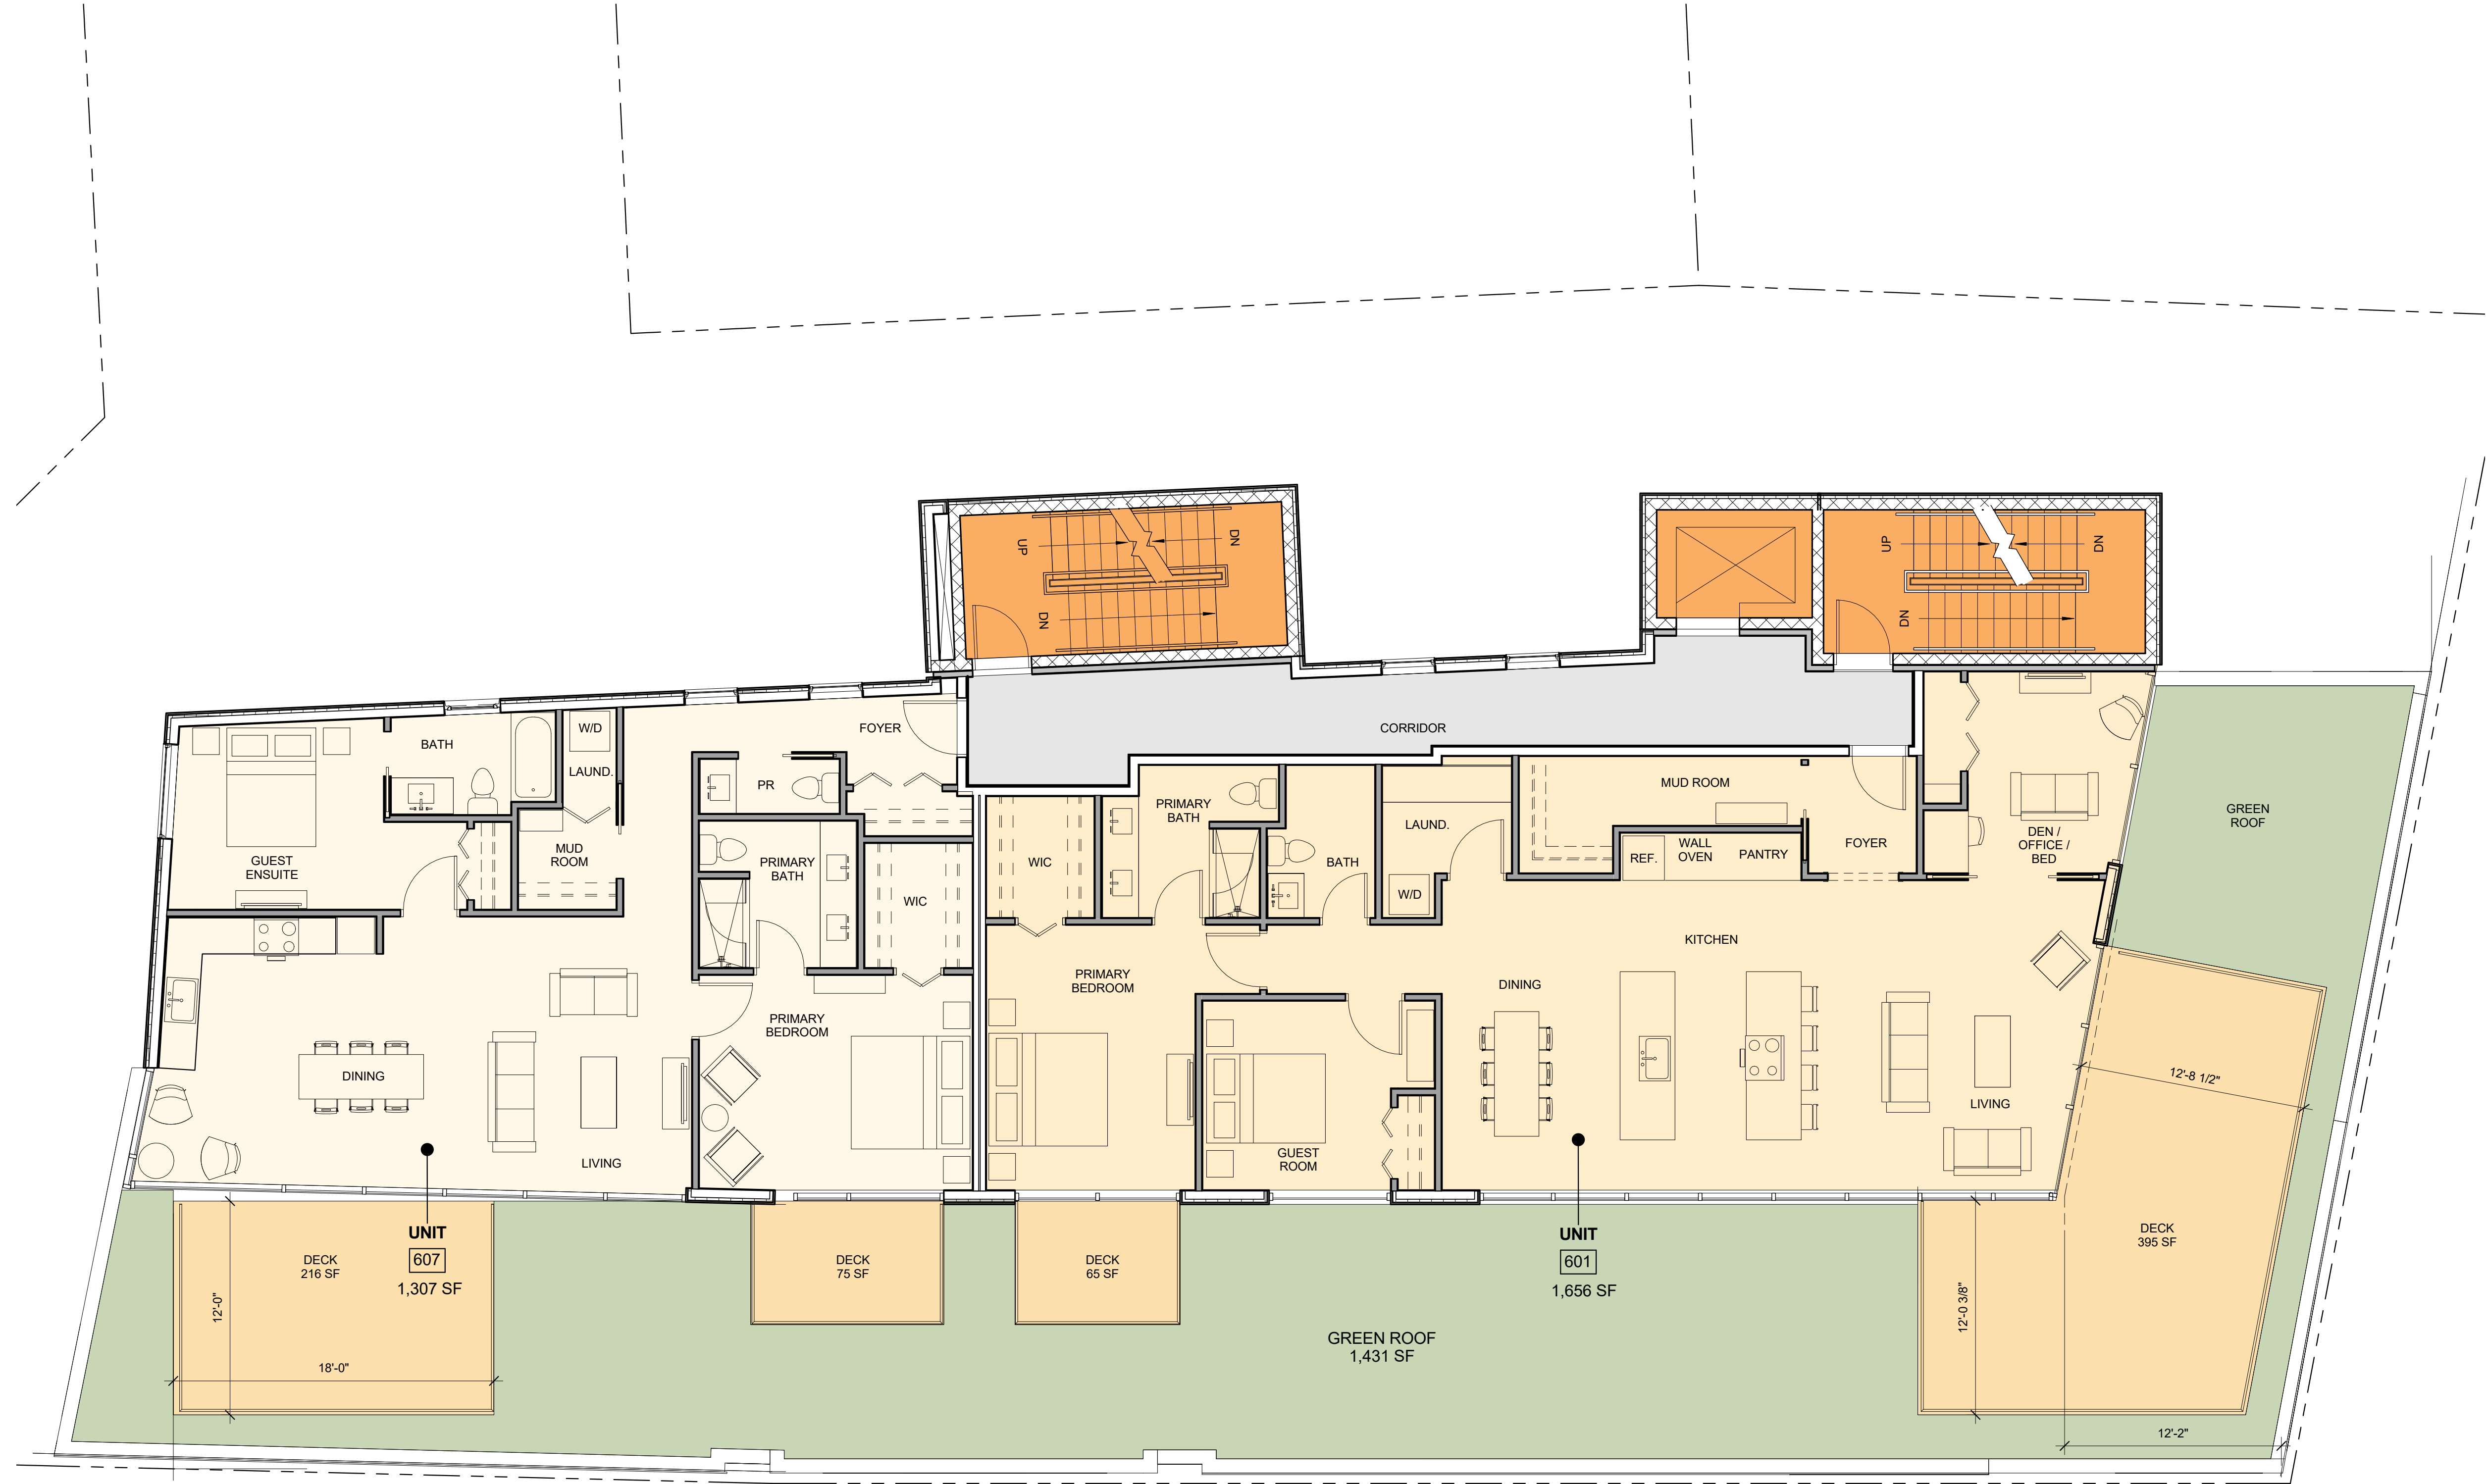 UP
DN
DN
UP
DN
DN
FOYER
CORRIDOR
BATH
W/D
LAUND.
PR
MUD ROOM
GREEN
ROOF
PRIMARY
BATH
LAUND.
WALL
OVEN
PANTRY
REF.
FOYER
DEN /
OFFICE /
BED
GUEST
ENSUITE
MUD
ROOM
PRIMARY
BATH
WIC
BATH
W/D
WIC
KITCHEN
PRIMARY
BEDROOM
DINING
PRIMARY
BEDROOM
DINING
12'-8 1/2"
LIVING
LIVING
GUEST
ROOM
UNIT
607
1,307 SF
DECK
216 SF
DECK
75 SF
DECK
65 SF
UNIT
601
1,656 SF
DECK
395 SF
12'-0"
12'-0 3/8"
GREEN ROOF
1,431 SF
18'-0"
12'-2"